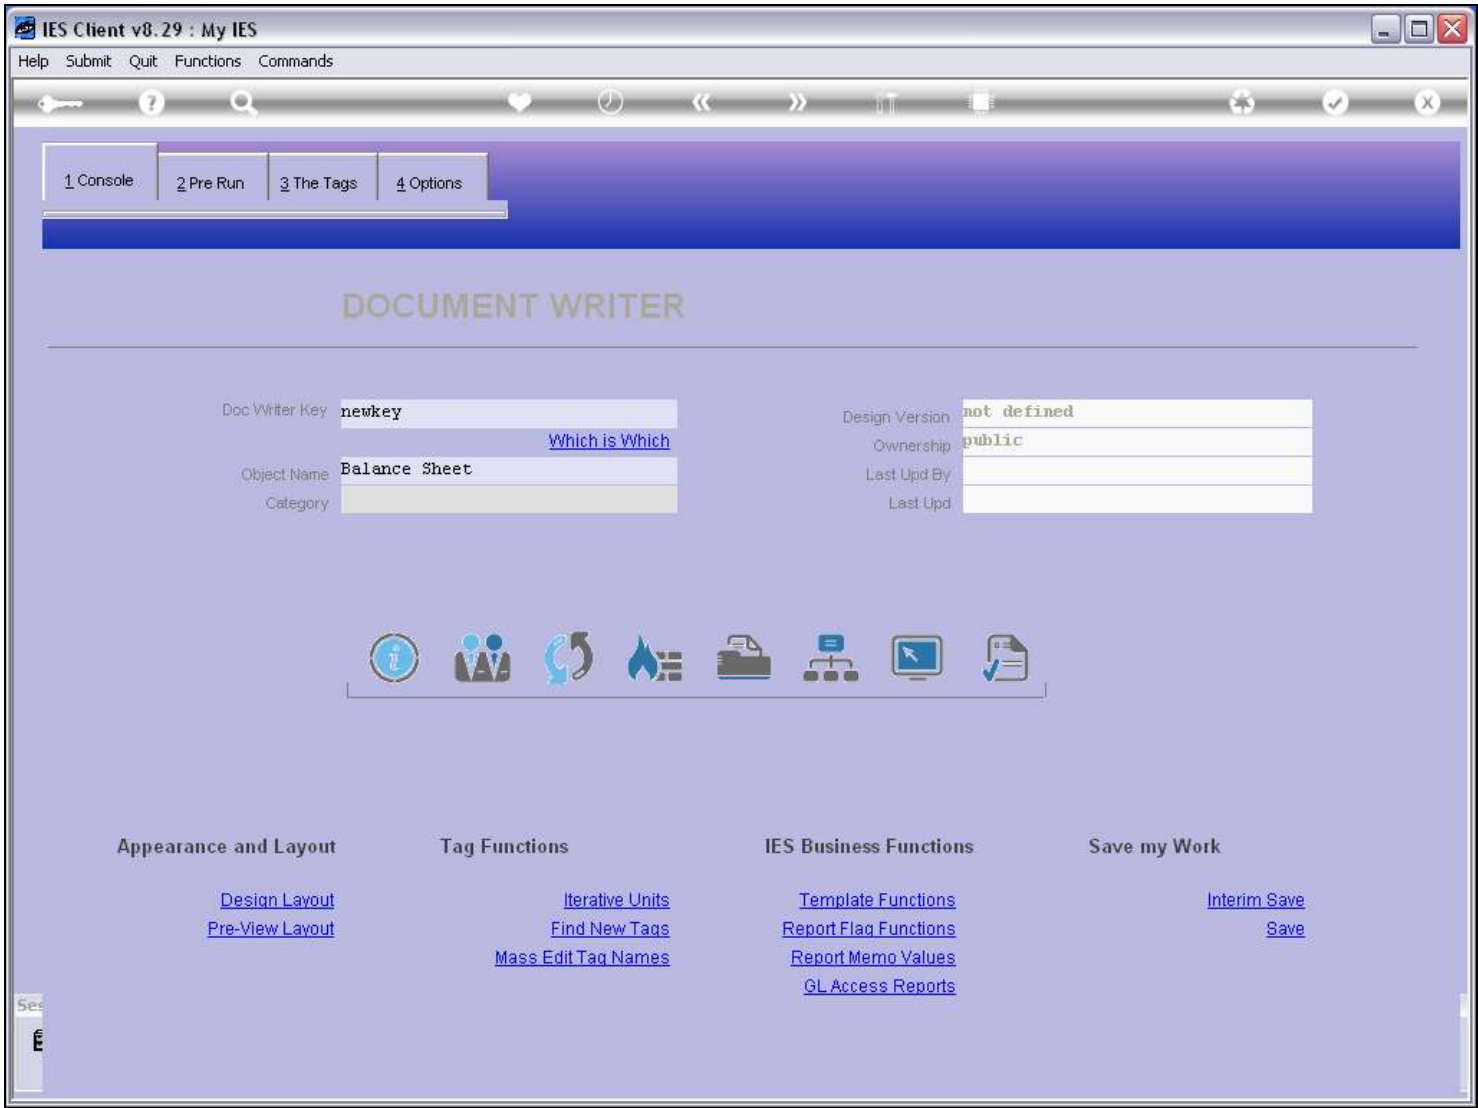 IES Client v8.29 : My IES
Help Submit Quit Functions Commands
1 Console
2 Pre Run
3 The Tags
4 Options
DOCUMENT WRITER
Doc Writer Key newkey
Which is Which
Object Name Balance Sheet
Category
Design Version not defined
Ownership public
Last Upd By
Last Upd
Appearance and Layout
Design Layout
Pre-View Layout
Tag Functions
Iterative Units
Find New Tags
Mass Edit Tag Names
IES Business Functions
Template Functions
Report Flag Functions
Report Memo Values
GL Access Reports
Save my Work
Interim Save
Save
Ses